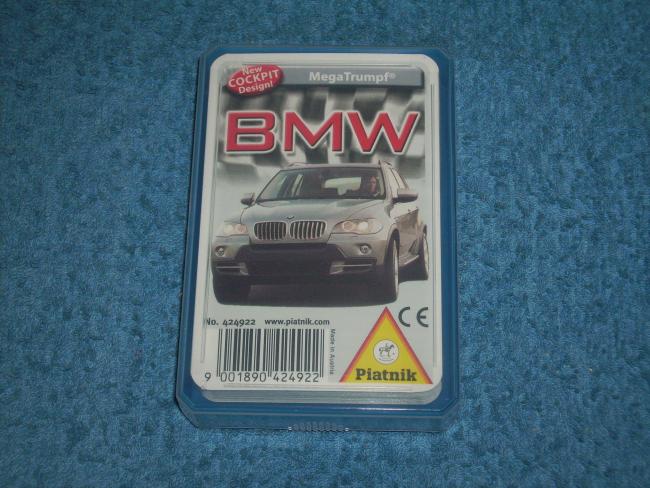 New
COCKPIT
Design!
MegaTrumpf®
BMW
No. 424922 www.piatnik.com
Made in Austria
CE
9 001890 424922
Piatnik